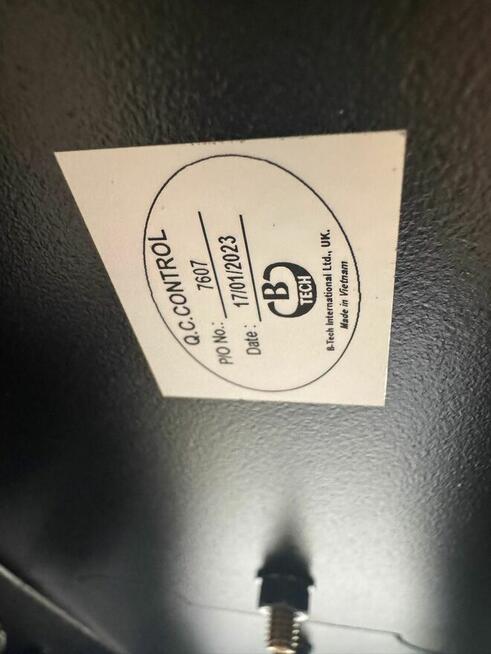 Q.C.CONTROL
P/O No.: 7607
Date: 17/01/2023
B
TECH
B-Tech International Ltd., UK.
Made in Vietnam